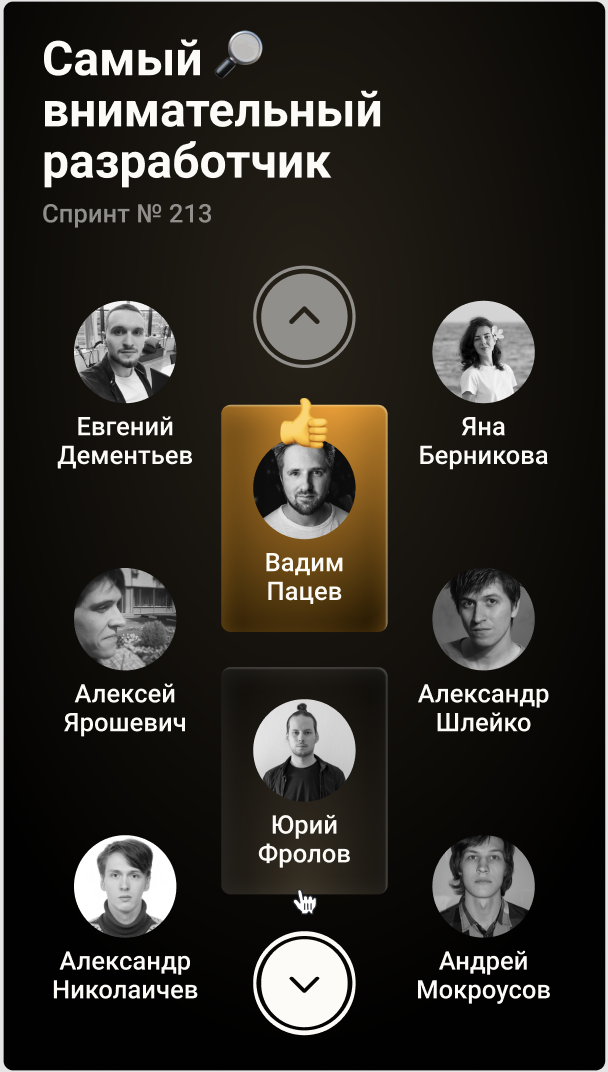 Самый
внимательный
разработчик
Спринт № 213
Евгений
Дементьев
Яна
Берникова
Вадим
Пацев
Алексей
Ярошевич
Александр
Шлейко
Юрий
Фролов
Александр
Николаичев
Андрей
Мокроусов